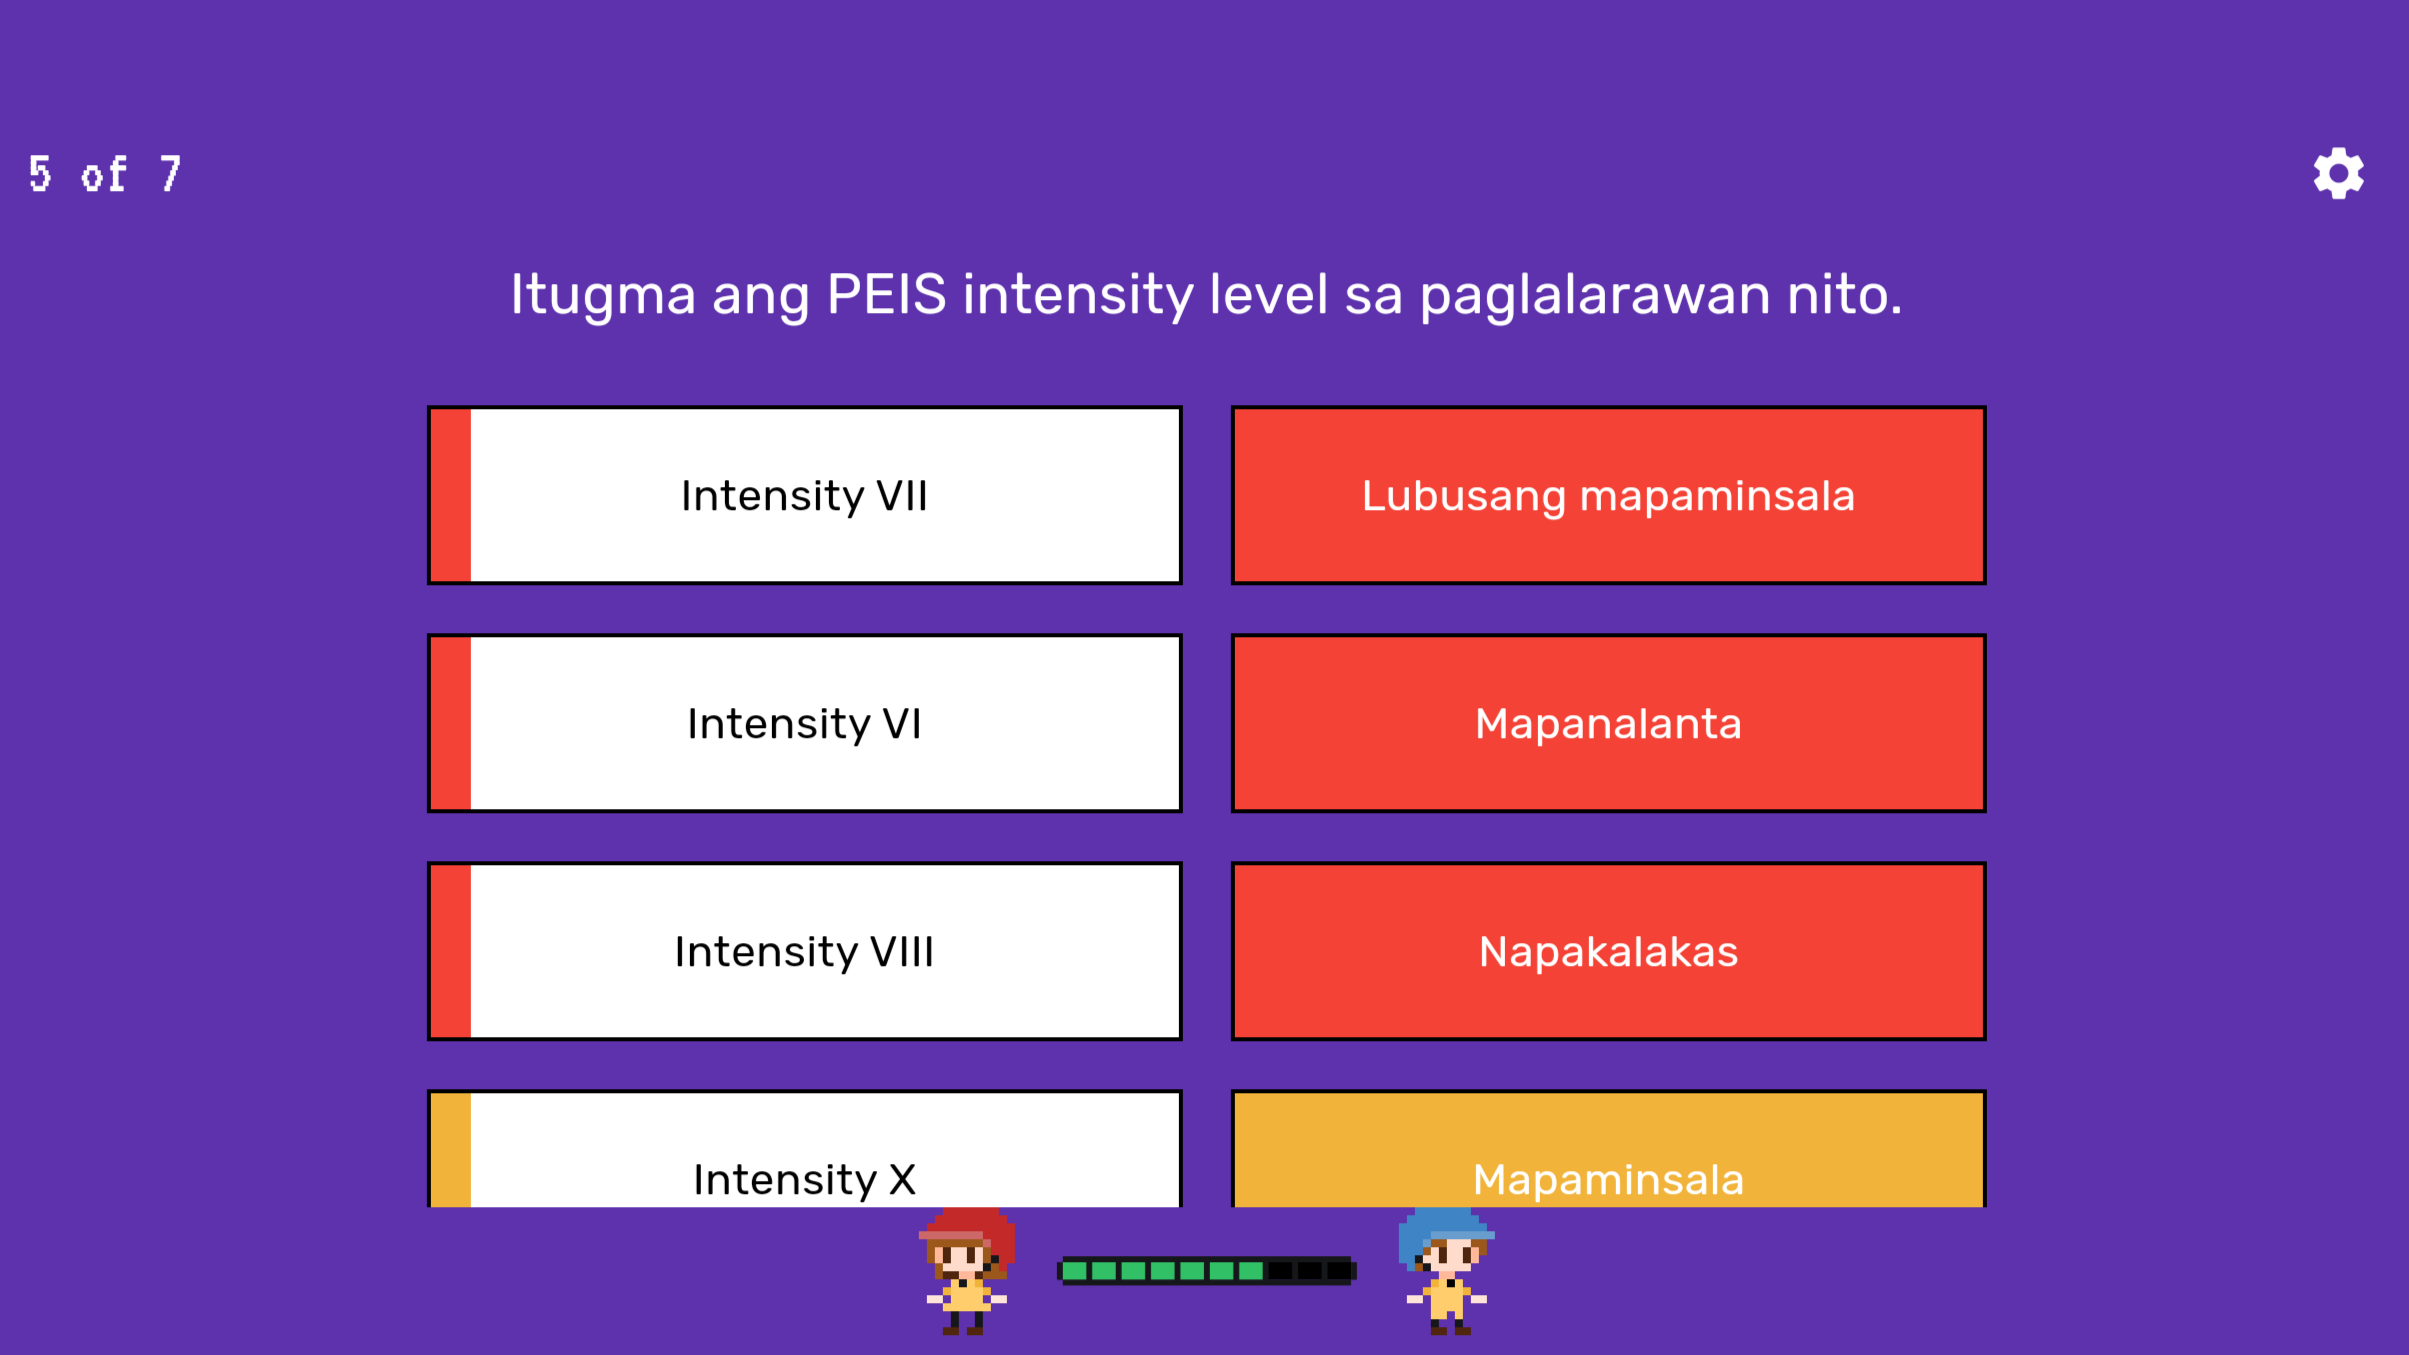 5 of 7
Itugma ang PEIS intensity level sa paglalarawan nito.
Intensity VII
Lubusang mapaminsala
Intensity VI
Mapanalanta
Intensity VIII
Napakalakas
Intensity X
Mapaminsala